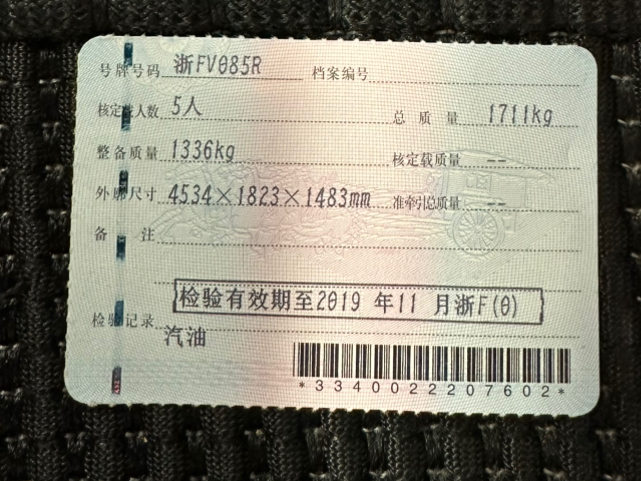 号牌号码 浙FV085R 档案编号
核定载人数 5人 总质量 1711kg
整备质量 1336kg 核定载质量 --
外廓尺寸 4534×1823×1483mm 准牵引总质量 --
备注
检验有效期至2019年11月浙F(0)
检验记录
汽油
*3340022207602*